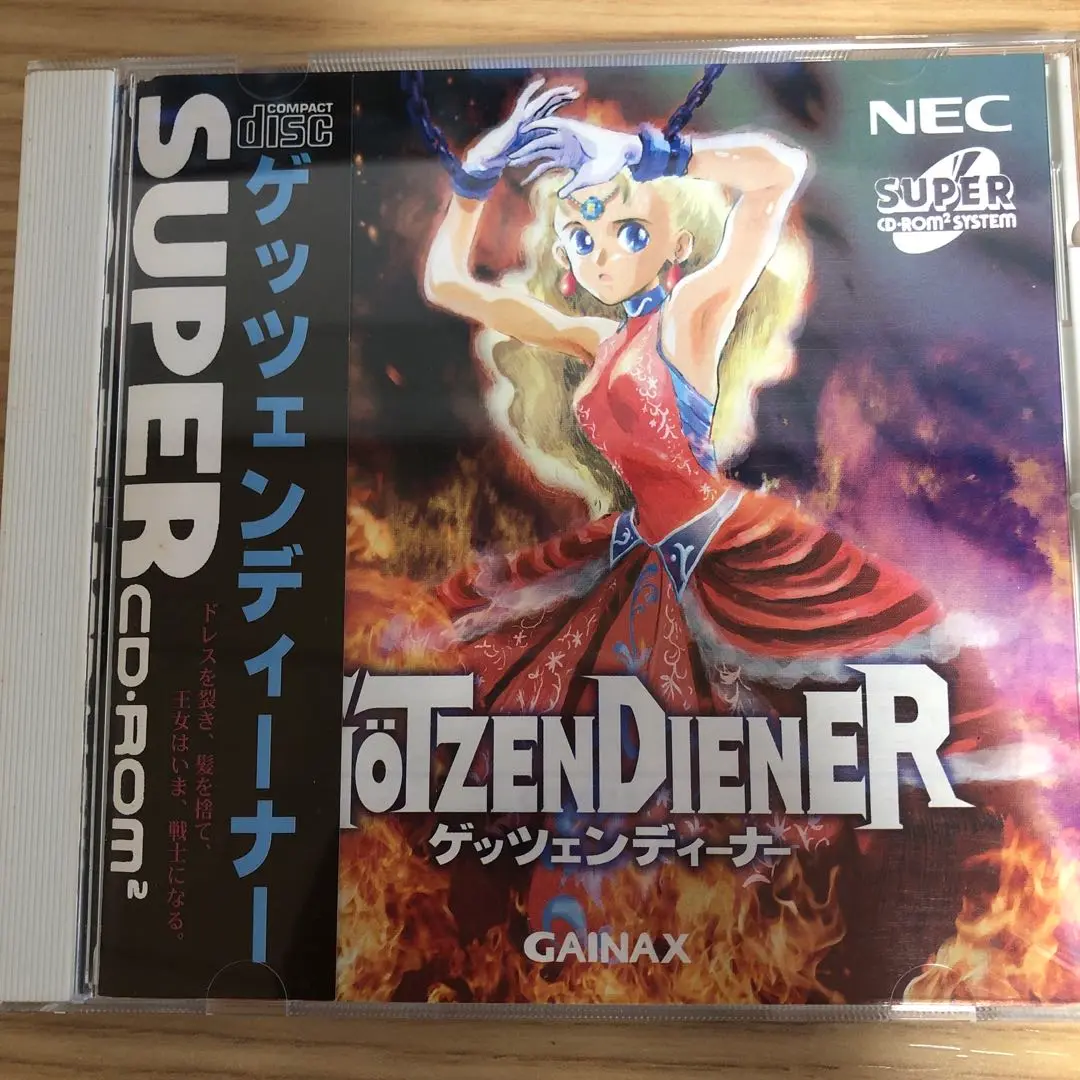 SUPER CD-ROM²
COMPACT
disc
ゲッツェンディーナー
ドレスを裂き、髪を捨て、
王女はいま、戦士になる。
NEC
SUPER
CD-ROM² SYSTEM
ÖTZENDIENER
ゲッツェンディーナー
GAINAX